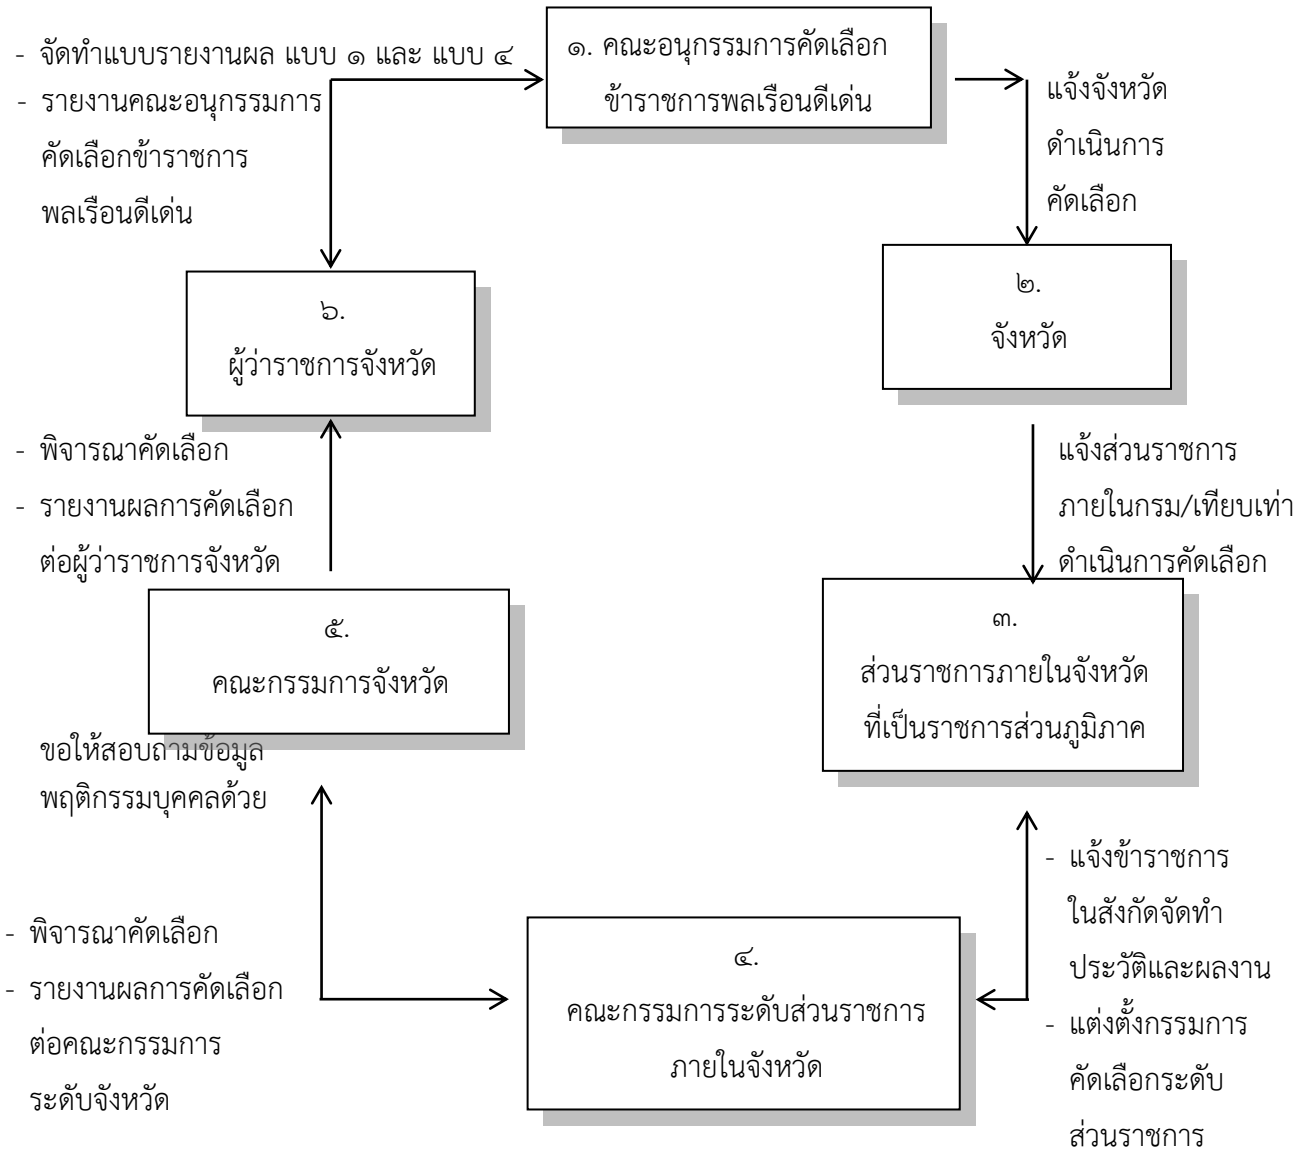 - จัดทำแบบรายงานผล แบบ ๑ และ แบบ ๔
- รายงานคณะอนุกรรมการ
คัดเลือกข้าราชการ
พลเรือนดีเด่น
๑. คณะอนุกรรมการคัดเลือก
ข้าราชการพลเรือนดีเด่น
แจ้งจังหวัด
ดำเนินการ
คัดเลือก
๒.
จังหวัด
แจ้งส่วนราชการ
ภายในกรม/เทียบเท่า
ดำเนินการคัดเลือก
๓.
ส่วนราชการภายในจังหวัด
ที่เป็นราชการส่วนภูมิภาค
- แจ้งข้าราชการ
ในสังกัดจัดทำ
ประวัติและผลงาน
- แต่งตั้งกรรมการ
คัดเลือกระดับ
ส่วนราชการ
๔.
คณะกรรมการระดับส่วนราชการ
ภายในจังหวัด
- พิจารณาคัดเลือก
- รายงานผลการคัดเลือก
ต่อคณะกรรมการ
ระดับจังหวัด
ขอให้สอบถามข้อมูล
พฤติกรรมบุคคลด้วย
๕.
คณะกรรมการจังหวัด
- พิจารณาคัดเลือก
- รายงานผลการคัดเลือก
ต่อผู้ว่าราชการจังหวัด
๖.
ผู้ว่าราชการจังหวัด